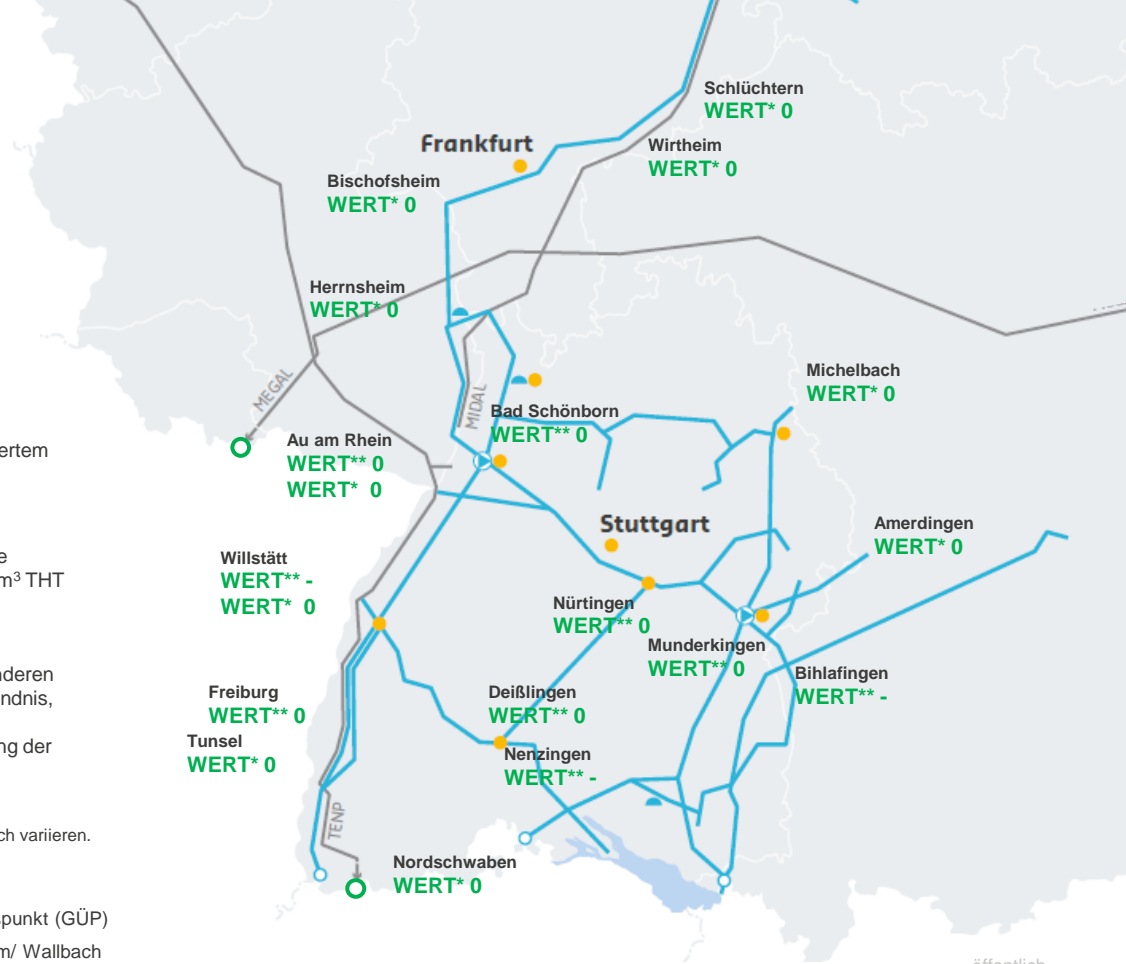 Schlüchtern
WERT* 0
Frankfurt
Wirtheim
WERT* 0
Bischofsheim
WERT* 0
Herrnsheim
WERT* 0
MEGAL
MIDAL
Michelbach
WERT* 0
Bad Schönborn
WERT** 0
Au am Rhein
WERT** 0
WERT* 0
ertem
Stuttgart
Amerdingen
WERT* 0
e
m³ THT
Willstätt
WERT** -
WERT* 0
Nürtingen
WERT** 0
Munderkingen
WERT** 0
nderen
ndnis,
Bihlafingen
WERT** -
Freiburg
WERT** 0
Deißlingen
WERT** 0
Tunsel
WERT* 0
ng der
Nenzingen
WERT** -
TENP
ch variieren.
Nordschwaben
WERT* 0
spunkt (GÜP)
m/ Wallbach
öffentlich